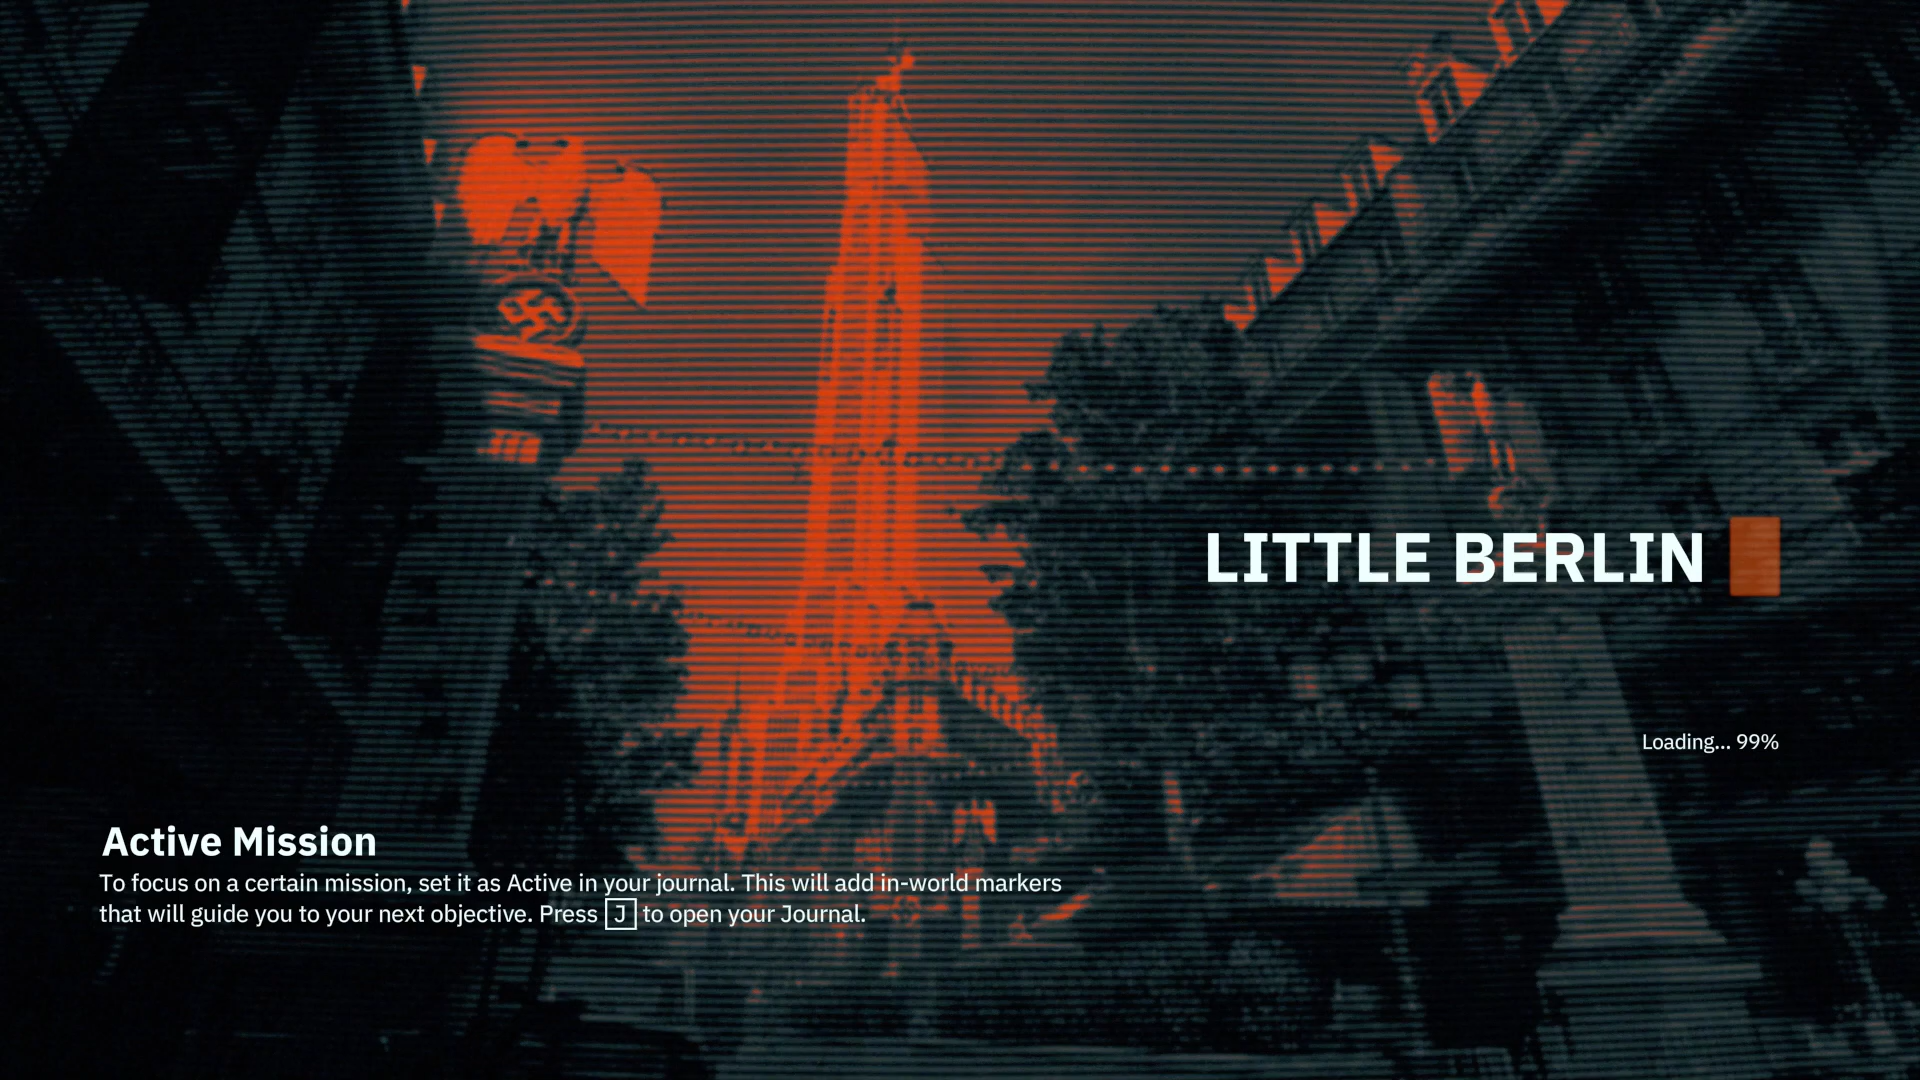 LITTLE BERLIN
Loading... 99%
Active Mission
To focus on a certain mission, set it as Active in your journal. This will add in-world markers
that will guide you to your next objective. Press J to open your Journal.